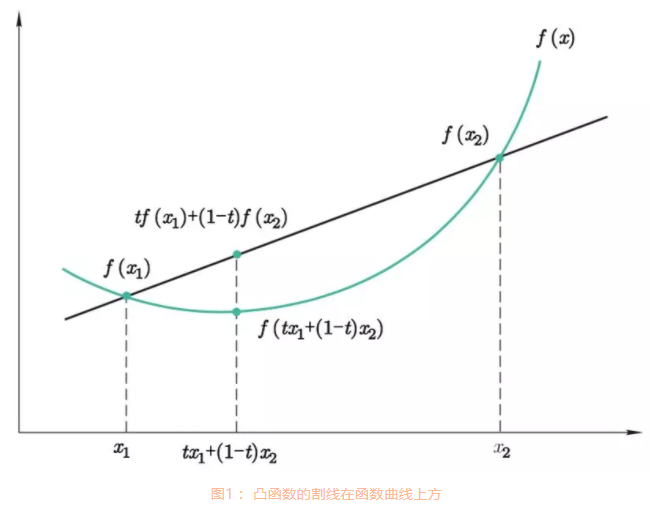 f(x)
f(x₂)
tf(x₁)+(1-t)f(x₂)
f(x₁)
f(tx₁+(1-t)x₂)
x₁
tx₁+(1-t)x₂
x₂
图1 ：凸函数的割线在函数曲线上方